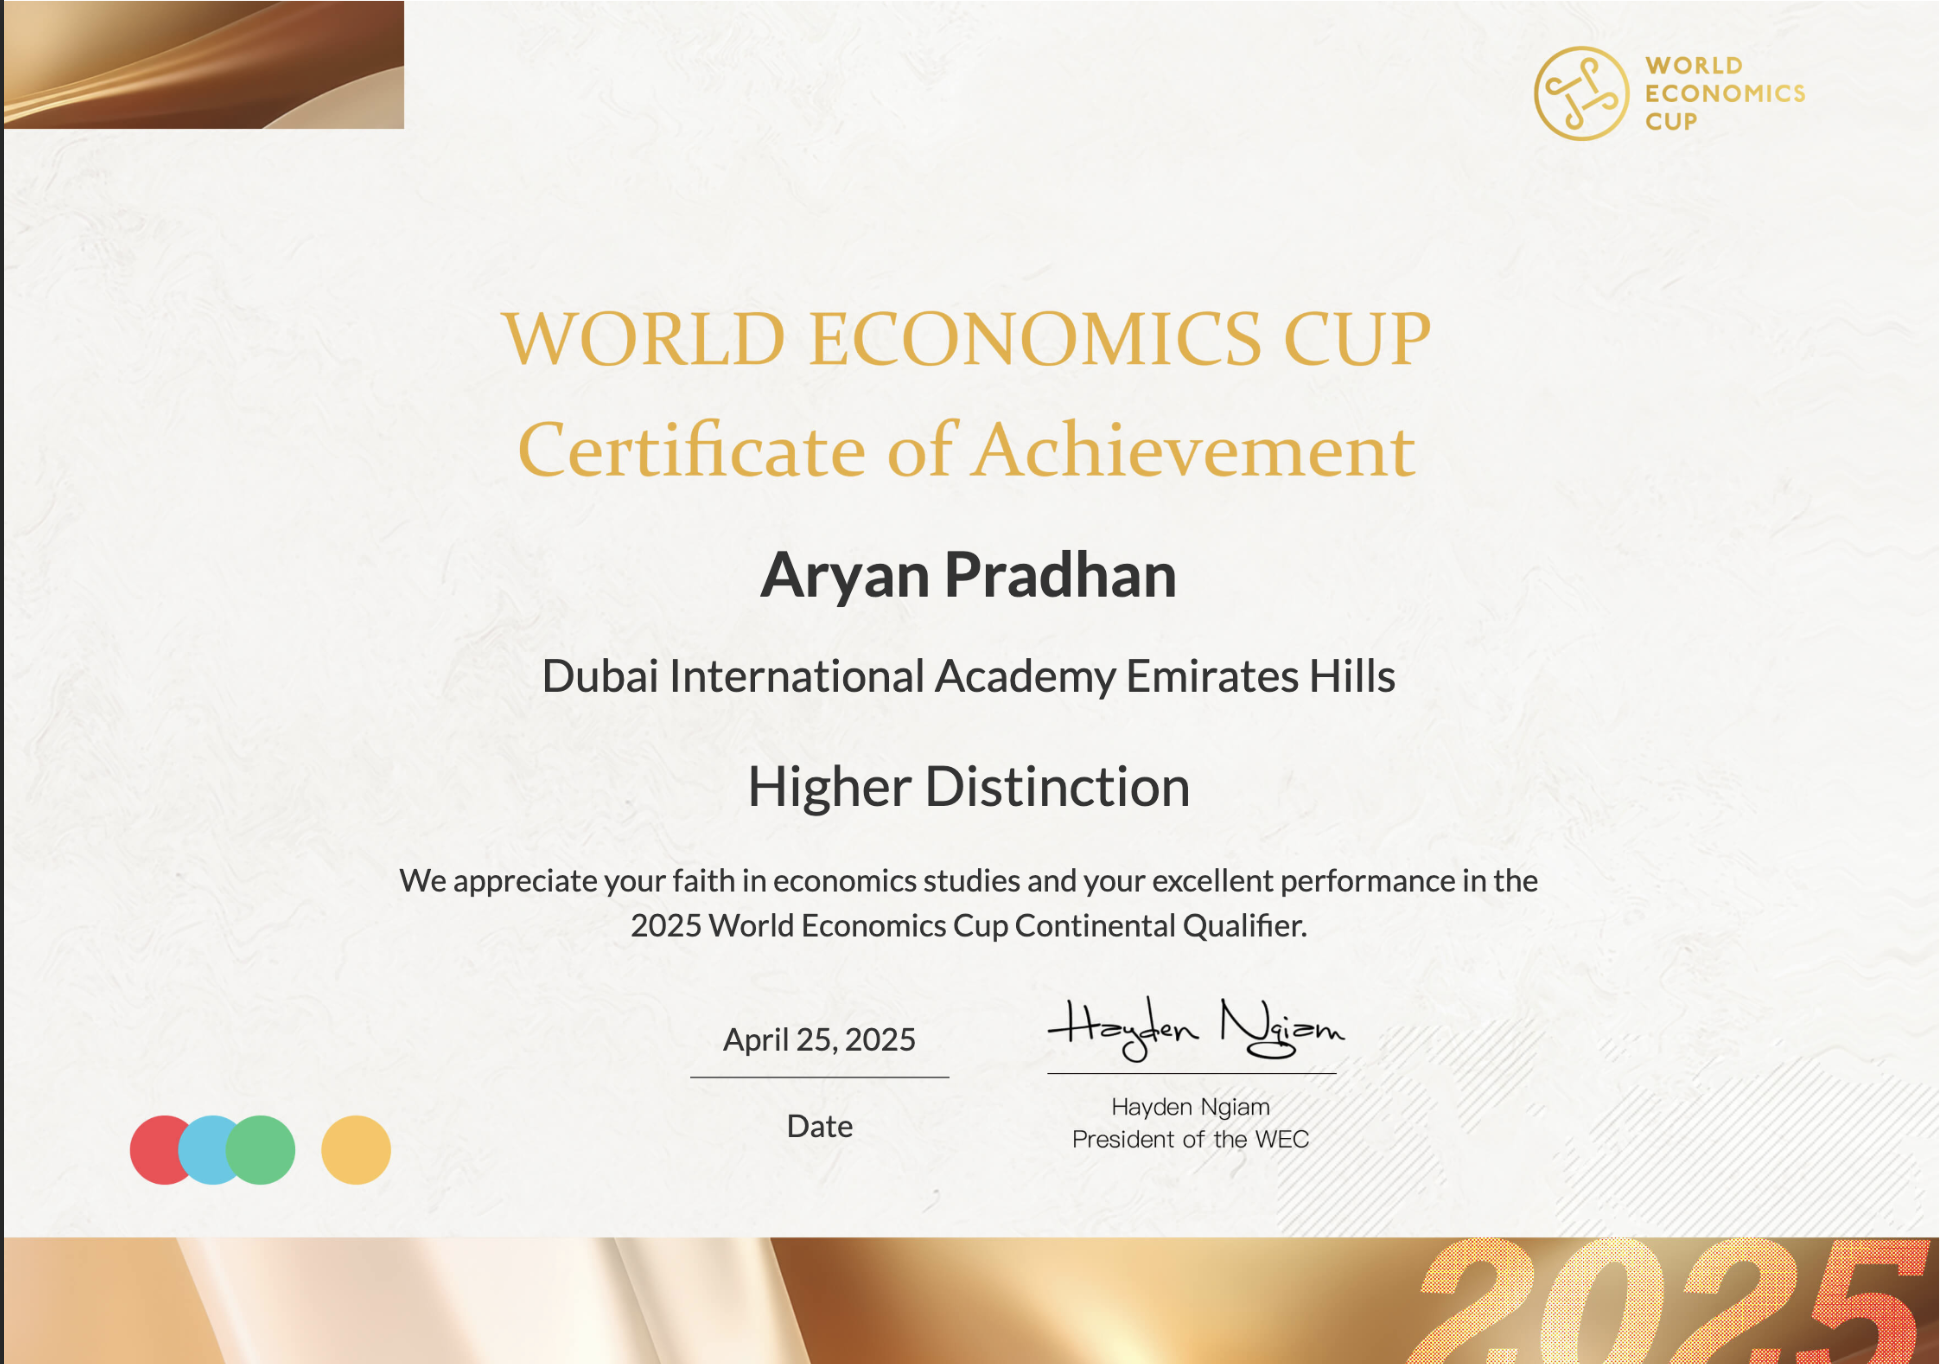 WORLD
ECONOMICS
CUP
WORLD ECONOMICS CUP
Certificate of Achievement
Aryan Pradhan
Dubai International Academy Emirates Hills
Higher Distinction
We appreciate your faith in economics studies and your excellent performance in the
2025 World Economics Cup Continental Qualifier.
April 25, 2025
Date
Hayden Ngiam
Hayden Ngiam
President of the WEC
2025